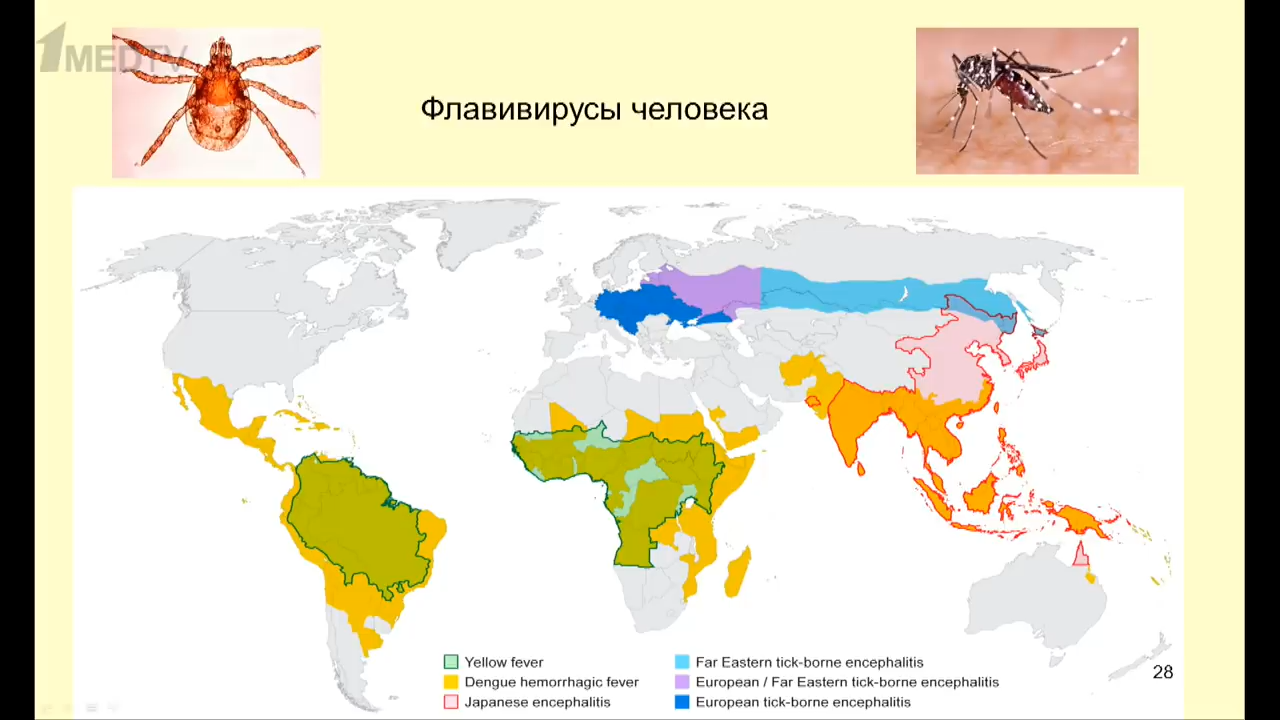 1MEDTV
Флавивирусы человека
Yellow fever
Dengue hemorrhagic fever
Japanese encephalitis
Far Eastern tick-borne encephalitis
European / Far Eastern tick-borne encephalitis
European tick-borne encephalitis
28